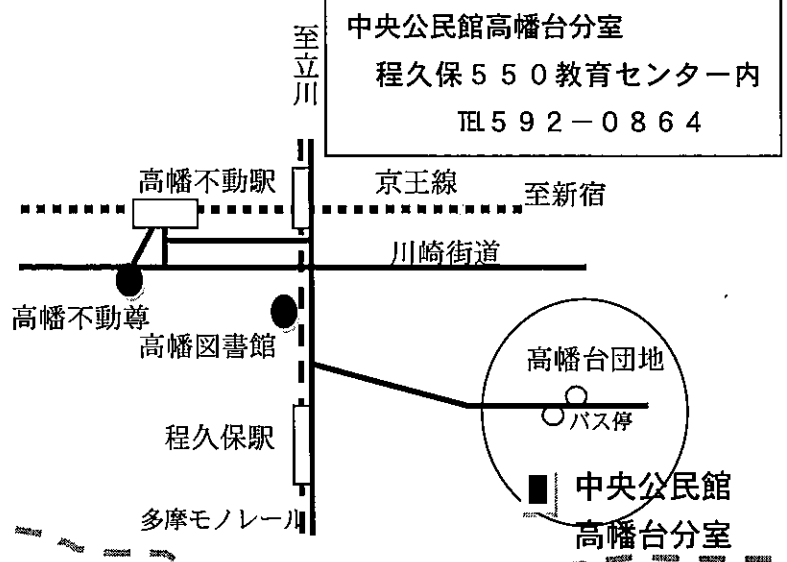 中央公民館高幡台分室
程久保550教育センター内
℡592-0864
至立川
高幡不動駅
京王線
至新宿
川崎街道
高幡不動尊
高幡図書館
高幡台団地
バス停
程久保駅
中央公民館
高幡台分室
多摩モノレール